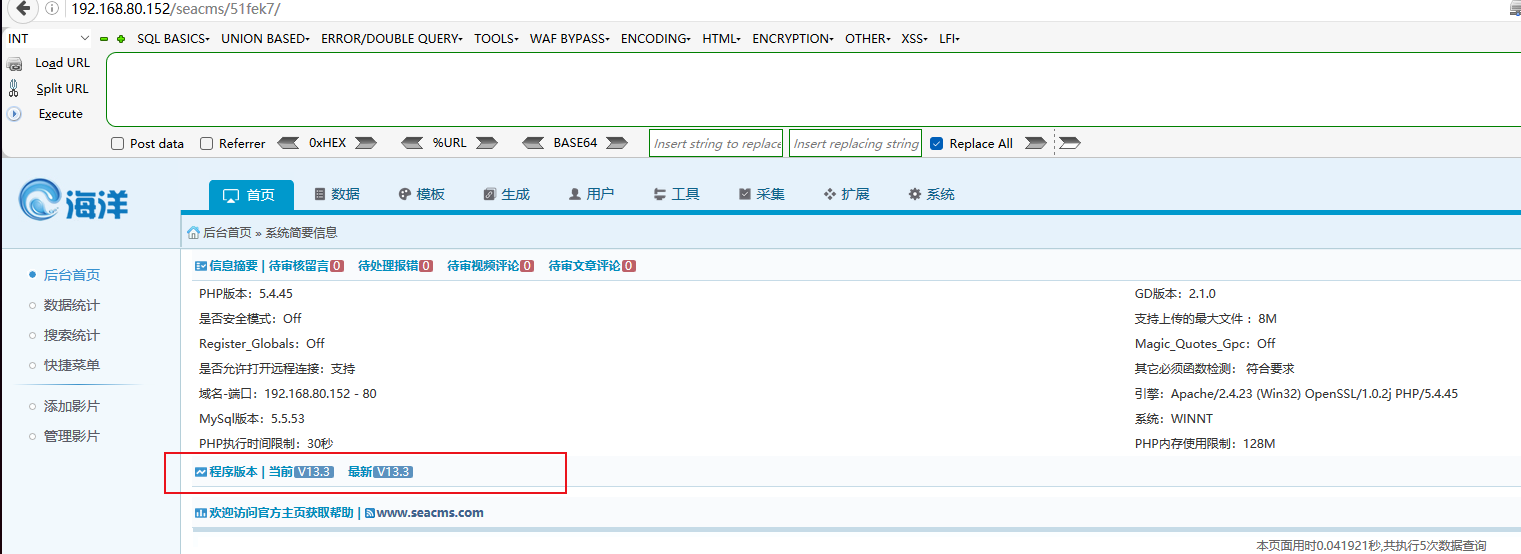 192.168.80.152/seacms/51fek7/
INT SQL BASICS UNION BASED ERROR/DOUBLE QUERY TOOLS WAF BYPASS ENCODING HTML ENCRYPTION OTHER XSS LFI
Load URL
Split URL
Execute
Post data Referrer 0xHEX %URL BASE64 Insert string to replace Insert replacing string Replace All
海洋 首页 数据 模板 生成 用户 工具 采集 扩展 系统
后台首页 » 系统简要信息
后台首页
数据统计
搜索统计
快捷菜单
添加影片
管理影片
信息摘要 | 待审核留言 0 待处理报错 0 待审视频评论 0 待审文章评论 0
PHP版本：5.4.45 GD版本：2.1.0
是否安全模式：Off 支持上传的最大文件 ：8M
Register_Globals：Off Magic_Quotes_Gpc：Off
是否允许打开远程连接：支持 其它必须函数检测： 符合要求
域名-端口：192.168.80.152 - 80 引擎：Apache/2.4.23 (Win32) OpenSSL/1.0.2j PHP/5.4.45
MySql版本：5.5.53 系统：WINNT
PHP执行时间限制：30秒 PHP内存使用限制：128M
程序版本 | 当前 V13.3 最新 V13.3
欢迎访问官方主页获取帮助 | www.seacms.com
本页面用时0.041921秒,共执行5次数据查询